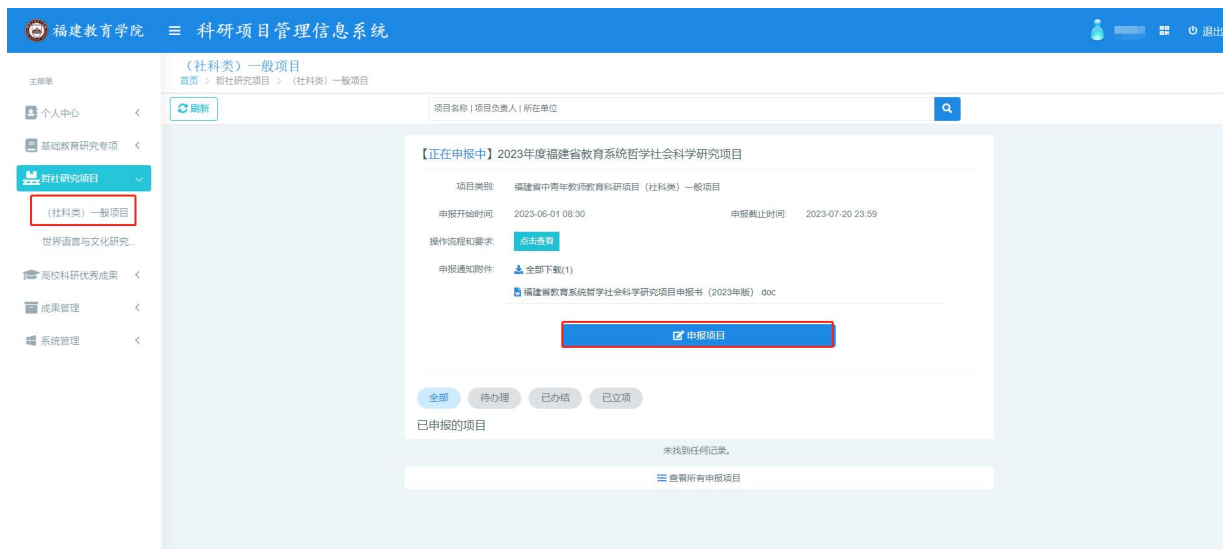 福建教育学院 科研项目管理信息系统
退出
主菜单
个人中心
基础教育研究专项
哲社研究项目
(社科类)一般项目
世界语言与文化研究...
高校科研优秀成果
成果管理
系统管理
(社科类)一般项目
首页 > 哲社研究项目 > (社科类)一般项目
刷新
项目名称 | 项目负责人 | 所在单位
【正在申报中】2023年度福建省教育系统哲学社会科学研究项目
项目类别: 福建省中青年教师教育科研项目(社科类)一般项目
申报开始时间: 2023-06-01 08:30 申报截止时间: 2023-07-20 23:59
操作流程和要求: 点击查看
申报通知附件: 全部下载(1)
福建省教育系统哲学社会科学研究项目申报书(2023年版) .doc
申报项目
全部 待办理 已办结 已立项
已申报的项目
未找到任何记录。
查看所有申报项目